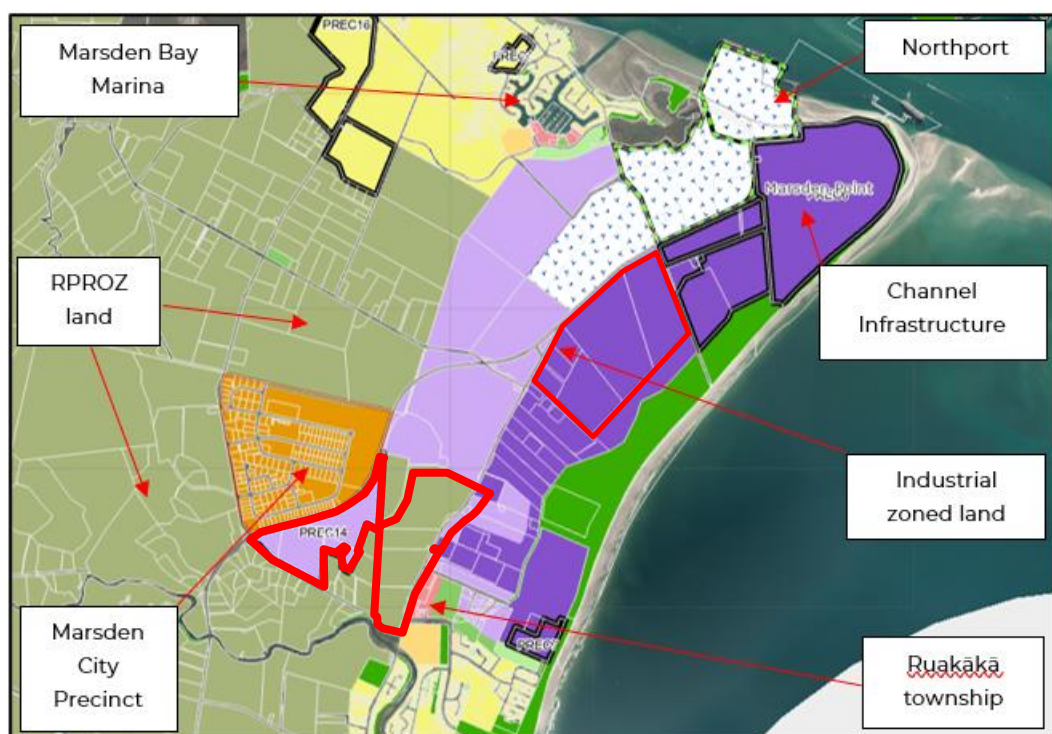 PREC16
Marsden Bay
Marina
Northport
Marsden Point
RPROZ
land
Channel
Infrastructure
Industrial
zoned land
PREC14
Marsden
City
Precinct
Ruakākā
township